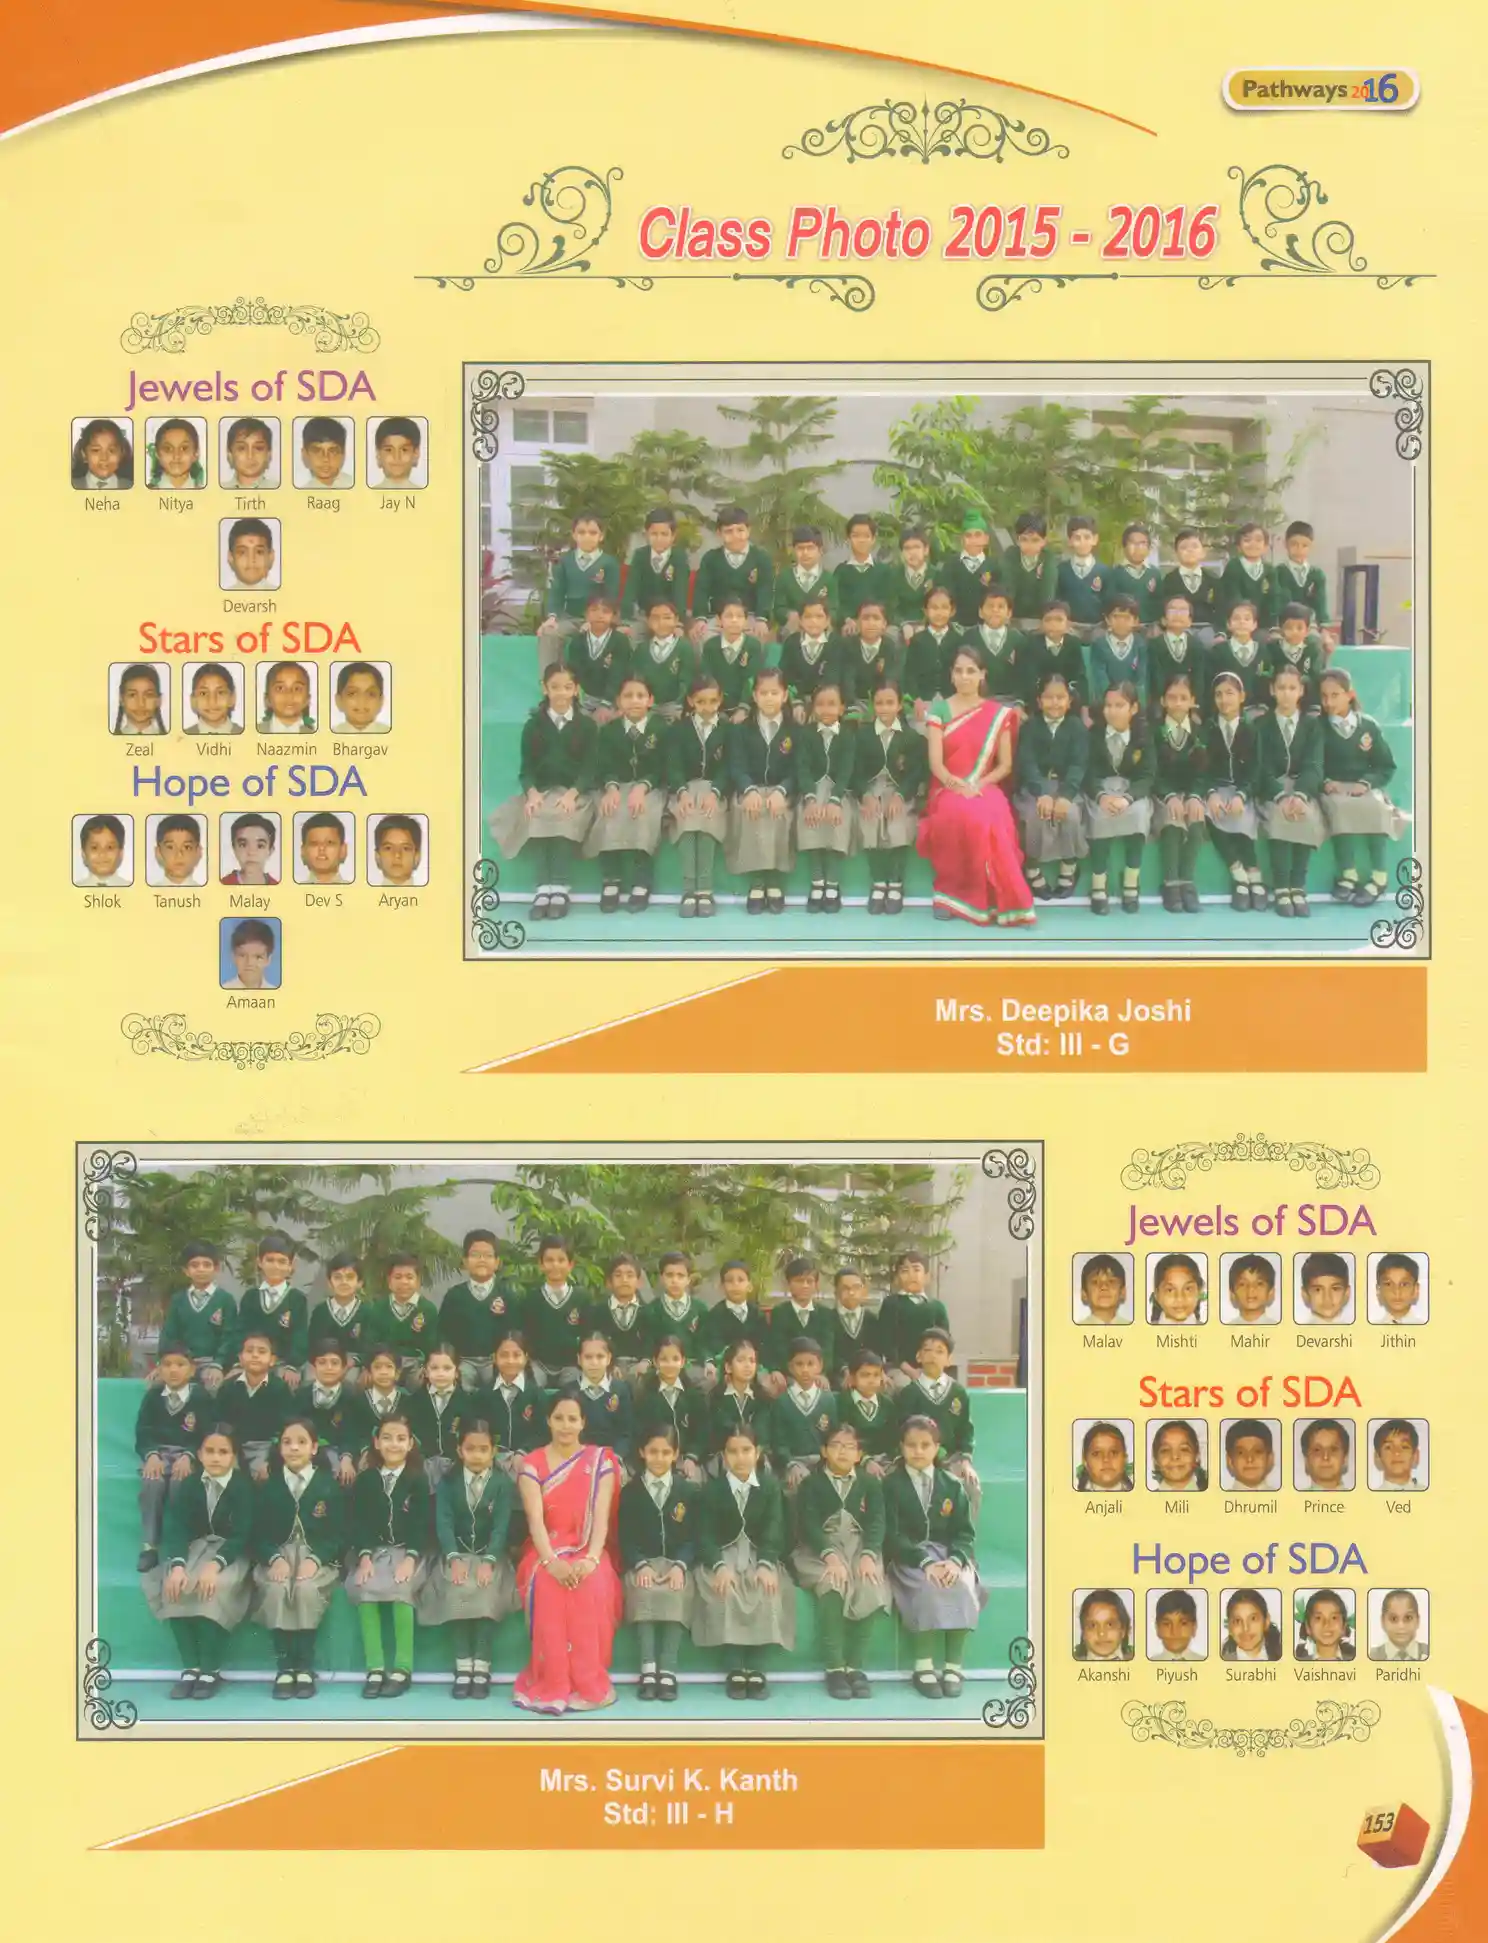 Pathways 2016
Class Photo 2015 - 2016
Jewels of SDA
Neha Nitya Tirth Raag Jay N
Devarsh
Stars of SDA
Zeal Vidhi Naazmin Bhargav
Hope of SDA
Shlok Tanush Malay Dev S Aryan
Amaan
Mrs. Deepika Joshi
Std: III - G
Jewels of SDA
Malav Mishti Mahir Devarshi Jithin
Stars of SDA
Anjali Mili Dhrumil Prince Ved
Hope of SDA
Akanshi Piyush Surabhi Vaishnavi Paridhi
Mrs. Survi K. Kanth
Std: III - H
153